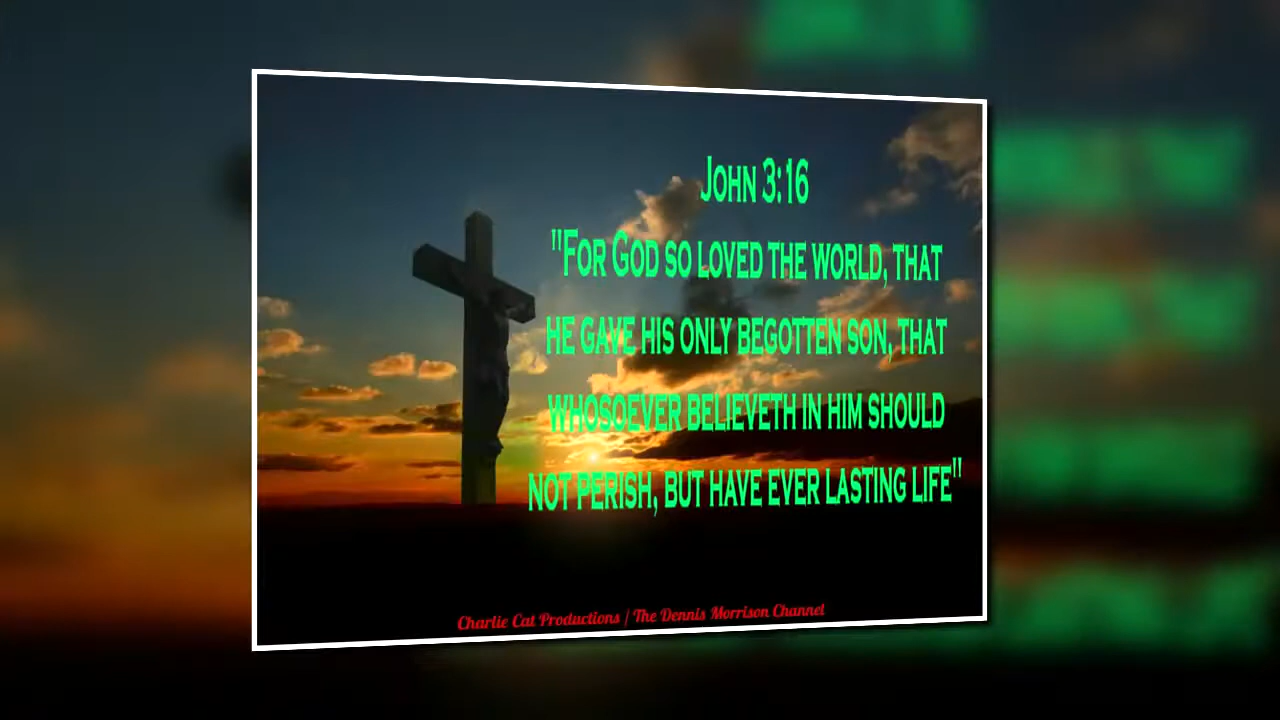 John 3:16
"For God so loved the world, that
he gave his only begotten son, that
whosoever believeth in him should
not perish, but have ever lasting life"
Charlie Cat Productions / The Dennis Morrison Channel